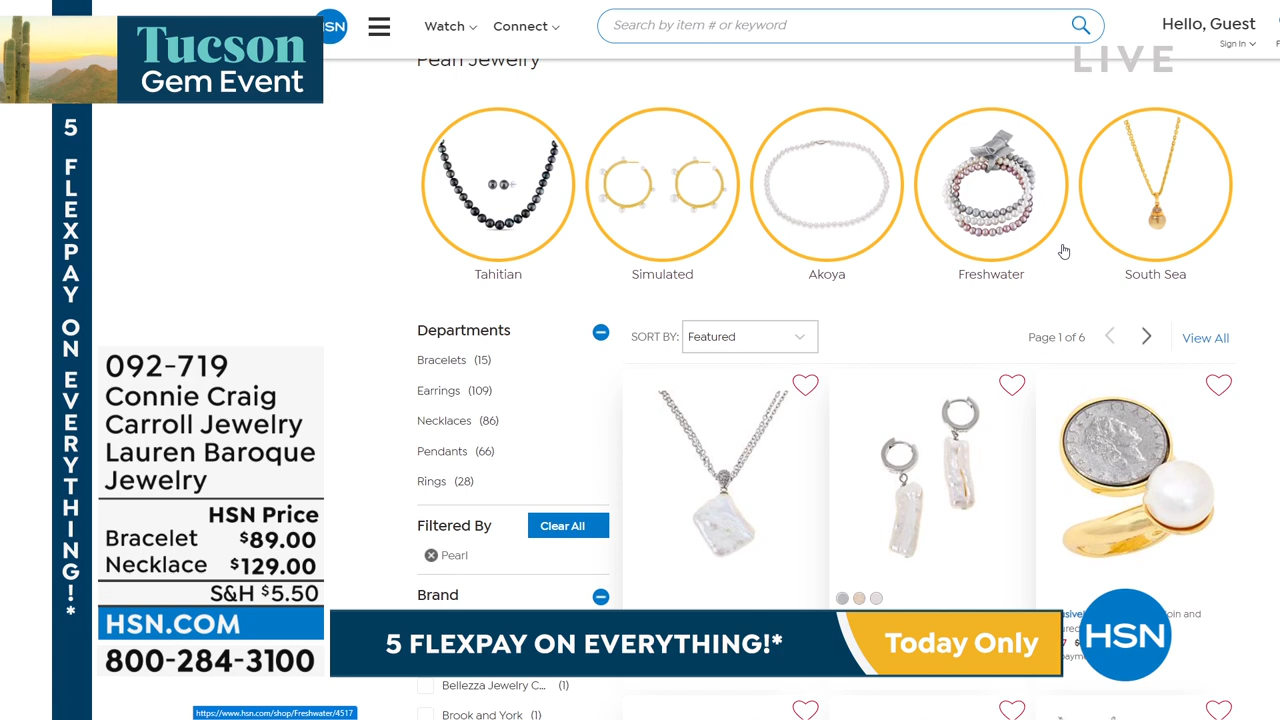 Tucson
Gem Event
5 FLEXPAY ON EVERYTHING!*
HSN
Watch
Connect
Search by item # or keyword
Hello, Guest
Sign In
LIVE
Pearl Jewelry
Tahitian
Simulated
Akoya
Freshwater
South Sea
Departments
Bracelets (15)
Earrings (109)
Necklaces (86)
Pendants (66)
Rings (28)
Filtered By
Clear All
Pearl
Brand
Bellezza Jewelry C... (1)
Brook and York (1)
SORT BY: Featured
Page 1 of 6
View All
092-719
Connie Craig
Carroll Jewelry
Lauren Baroque
Jewelry
HSN Price
Bracelet $89.00
Necklace $129.00
S&H $5.50
HSN.COM
800-284-3100
5 FLEXPAY ON EVERYTHING!*
Today Only
HSN
https://www.hsn.com/shop/Freshwater/4517